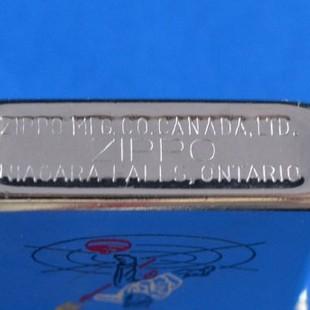 ZIPPO MFG. CO. CANADA, LTD.
ZIPPO
NIAGARA FALLS, ONTARIO